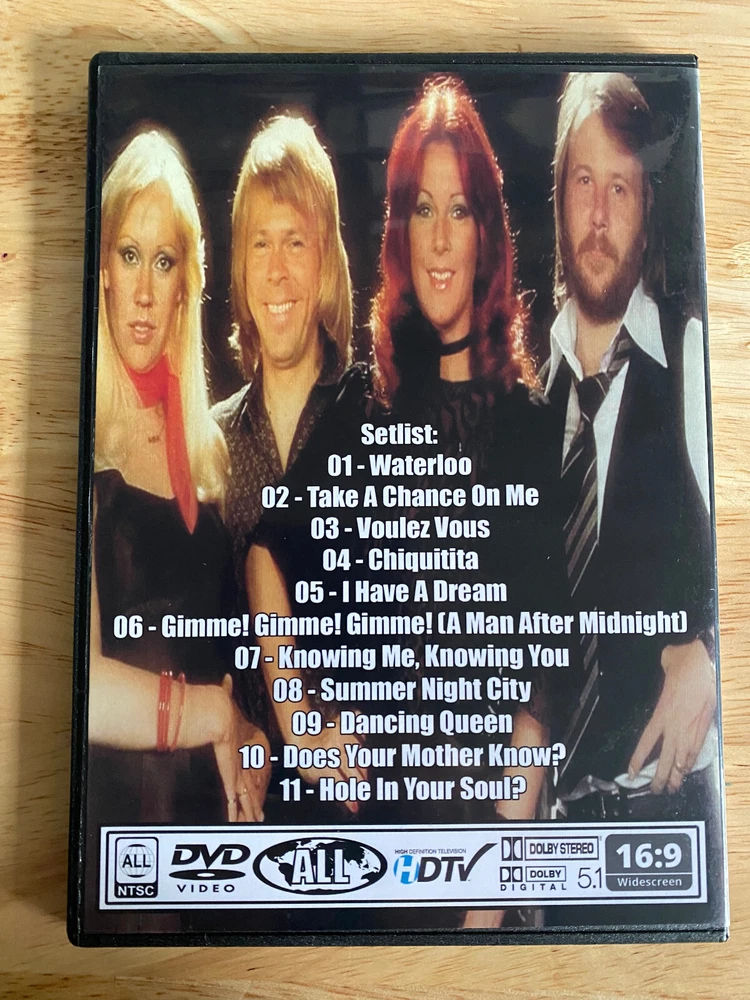 Setlist:
01 - Waterloo
02 - Take A Chance On Me
03 - Voulez Vous
04 - Chiquitita
05 - I Have A Dream
06 - Gimme! Gimme! Gimme! (A Man After Midnight)
07 - Knowing Me, Knowing You
08 - Summer Night City
09 - Dancing Queen
10 - Does Your Mother Know?
11 - Hole In Your Soul?
ALL
NTSC
DVD
VIDEO
ALL
HIGH DEFINITION TELEVISION
HDTV
DOLBY STEREO
DOLBY
DIGITAL 5.1
16:9
Widescreen